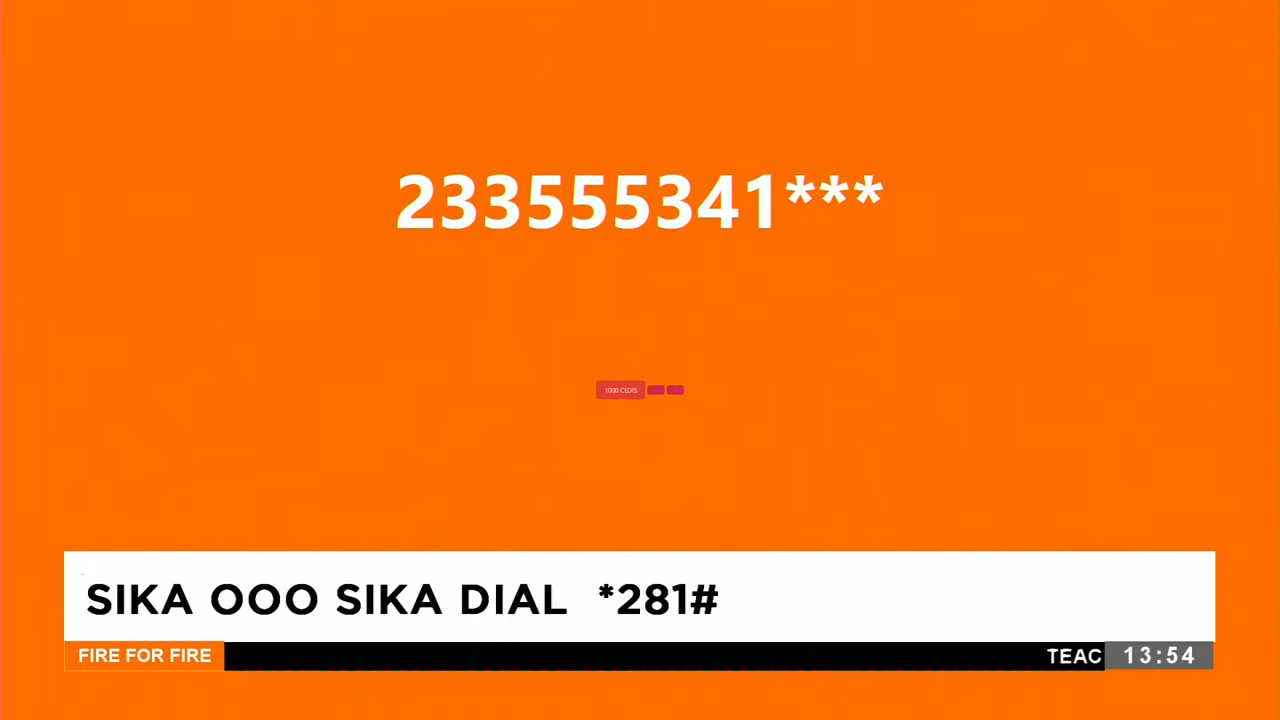 233555341***
1000 CEDIS
SIKA OOO SIKA DIAL *281#
FIRE FOR FIRE
TEAC
13:54